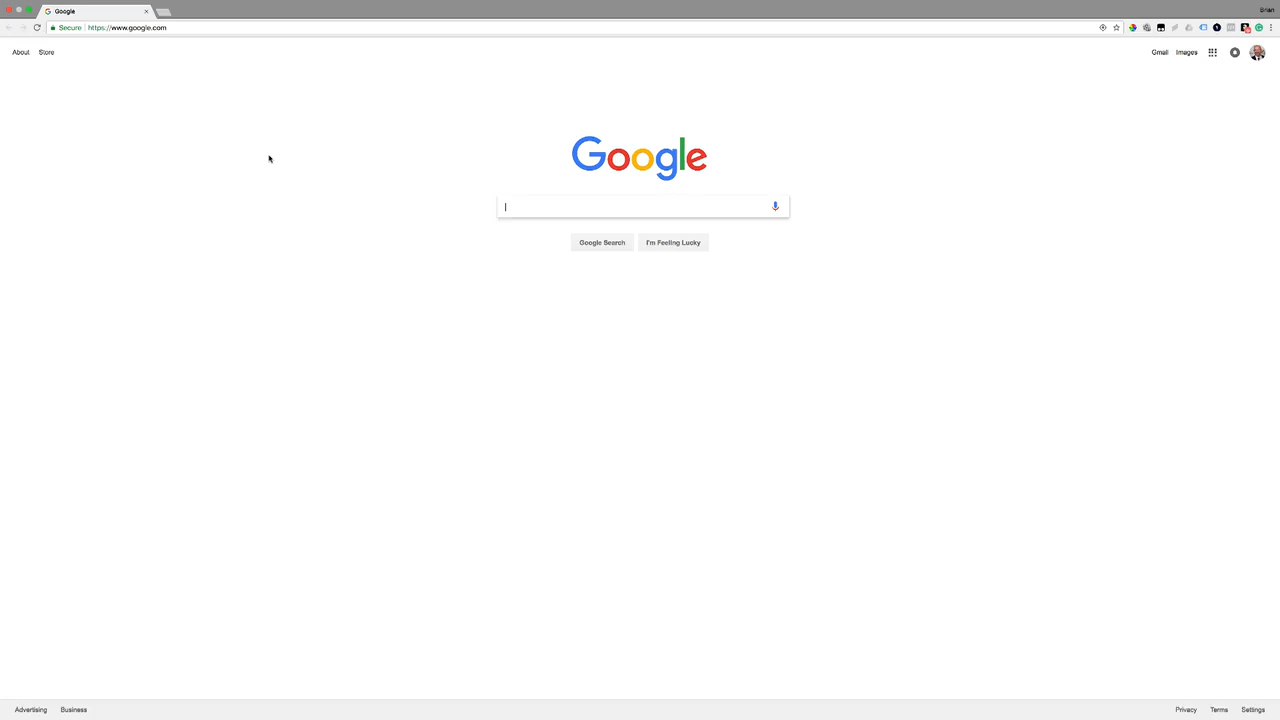 Google
Brian
Secure https://www.google.com
About Store
Gmail Images
Google
Google Search I'm Feeling Lucky
Advertising Business
Privacy Terms Settings